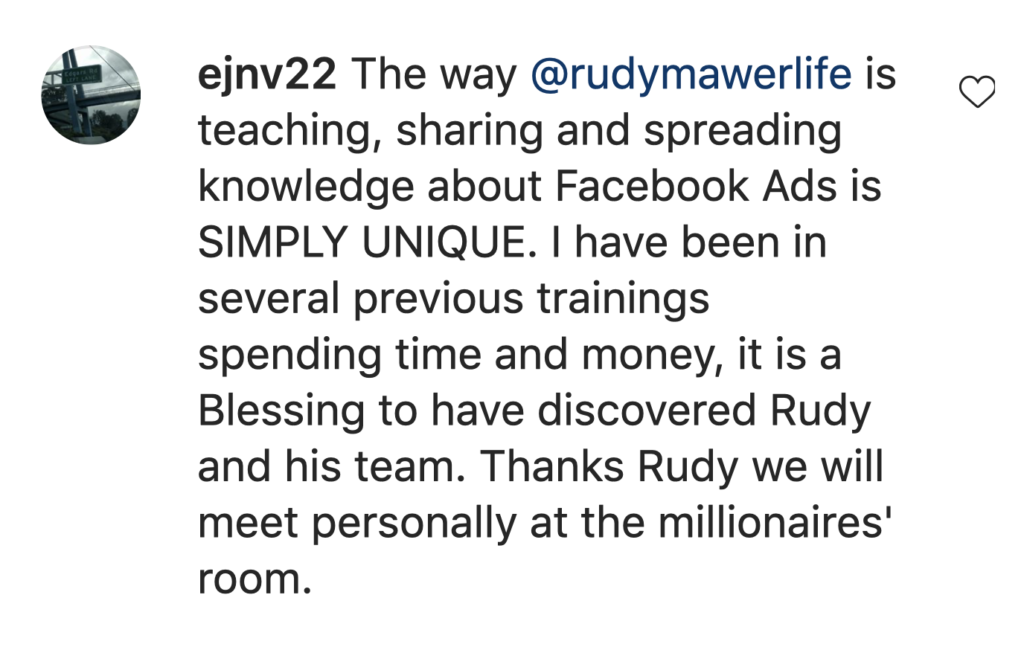 ejnv22 The way @rudymawerlife is
teaching, sharing and spreading
knowledge about Facebook Ads is
SIMPLY UNIQUE. I have been in
several previous trainings
spending time and money, it is a
Blessing to have discovered Rudy
and his team. Thanks Rudy we will
meet personally at the millionaires'
room.